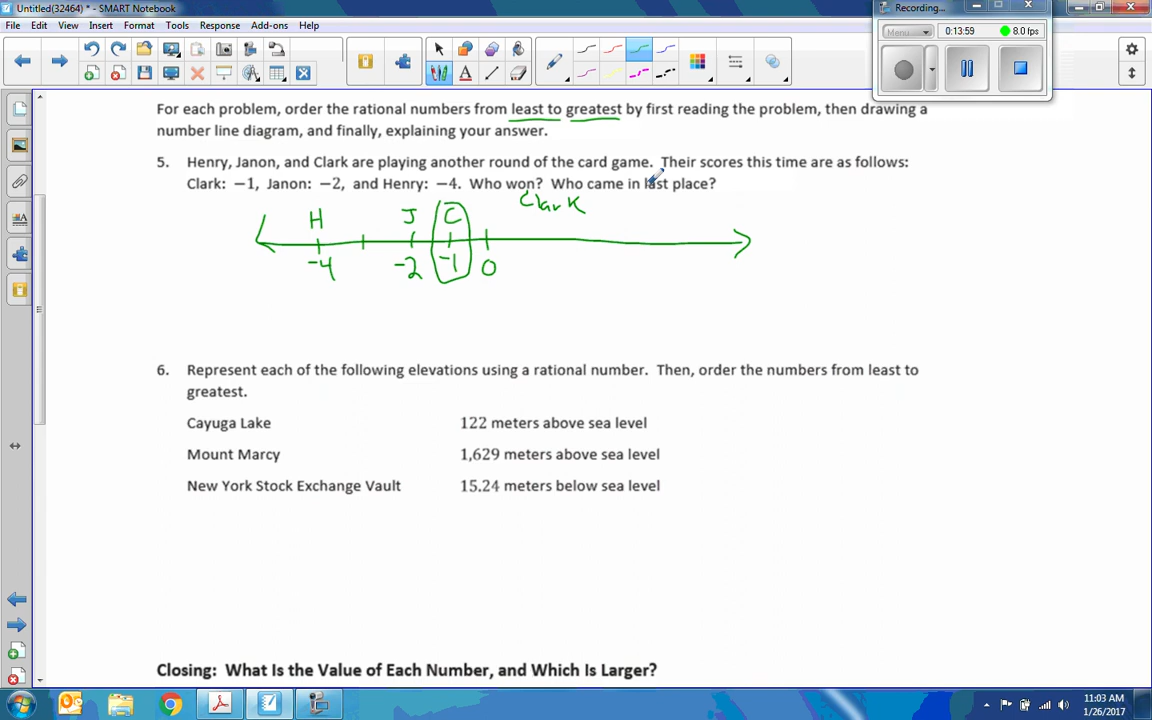 Untitled(32464) * - SMART Notebook
File Edit View Insert Format Tools Response Add-ons Help
Recording...
Menu 0:13:59 8.0 fps
For each problem, order the rational numbers from least to greatest by first reading the problem, then drawing a
number line diagram, and finally, explaining your answer.
5. Henry, Janon, and Clark are playing another round of the card game. Their scores this time are as follows:
Clark: −1, Janon: −2, and Henry: −4. Who won? Who came in last place?
Clark
H J C
-4 -2 -1 0
6. Represent each of the following elevations using a rational number. Then, order the numbers from least to
greatest.
Cayuga Lake 122 meters above sea level
Mount Marcy 1,629 meters above sea level
New York Stock Exchange Vault 15.24 meters below sea level
Closing: What Is the Value of Each Number, and Which Is Larger?
11:03 AM
1/26/2017